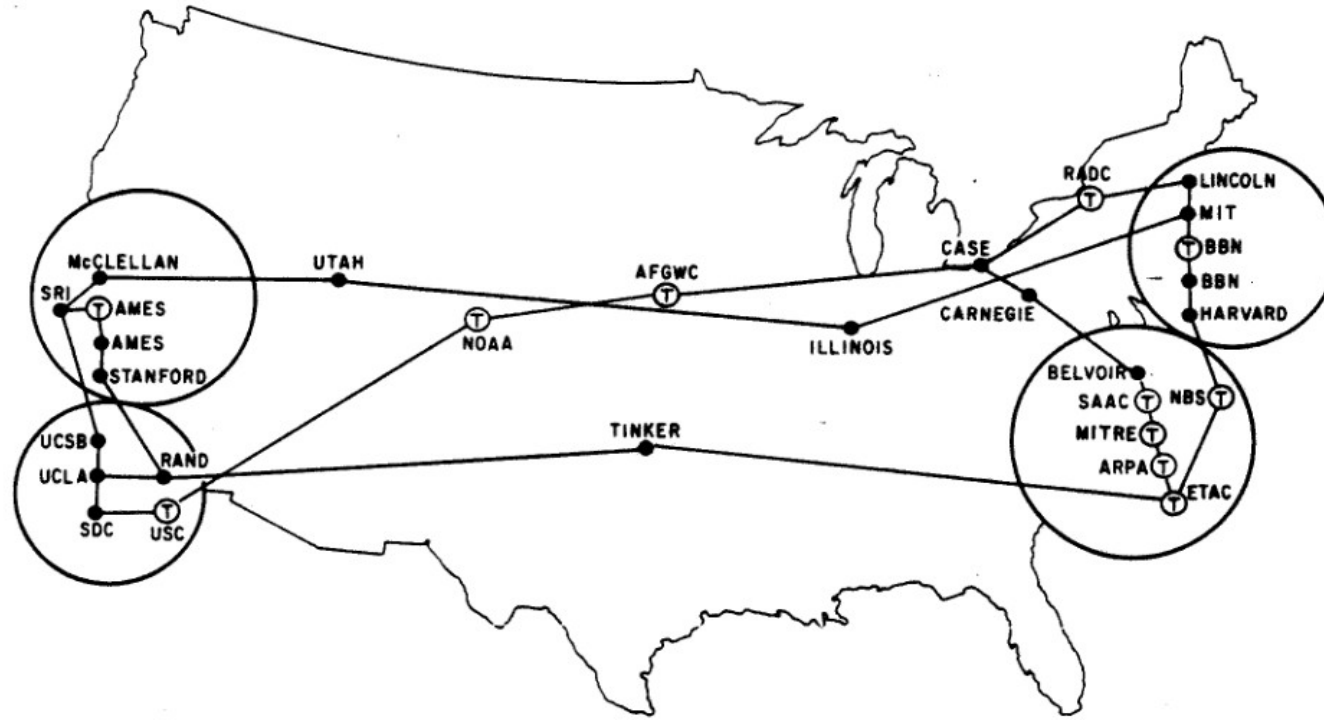 RADC
LINCOLN
MIT
T
T
BBN
CASE
McCLELLAN
UTAH
AFGWC
BBN
SRI
T
AMES
T
CARNEGIE
HARVARD
T
NOAA
AMES
ILLINOIS
STANFORD
BELVOIR
SAAC
T
NBS
T
UCSB
TINKER
MITRE
T
UCLA
RAND
ARPA
T
ETAC
T
SDC
T
USC